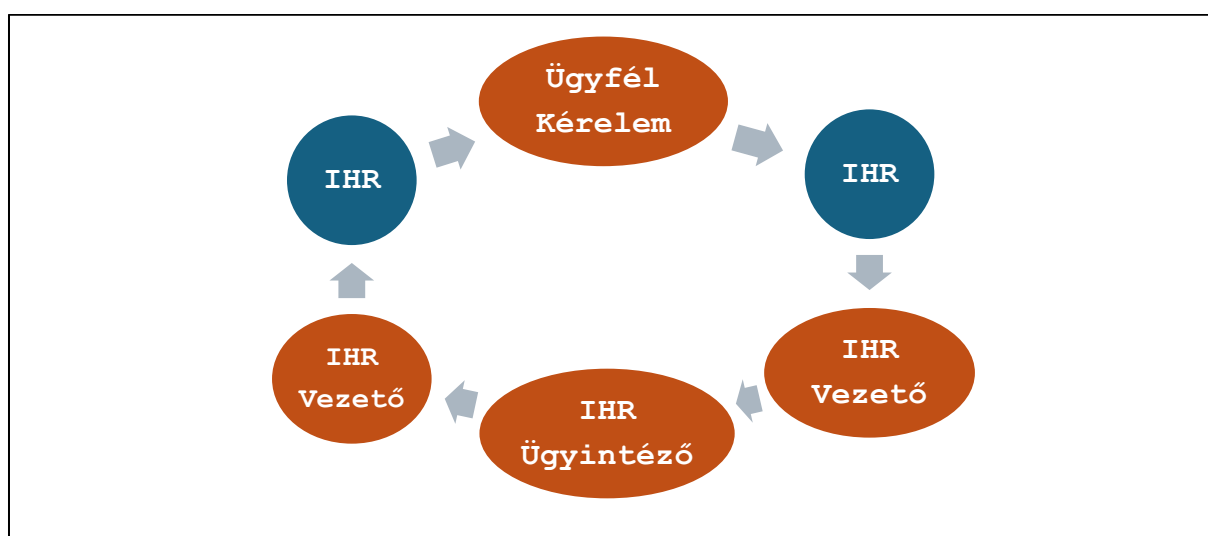 Ügyfél
Kérelem
IHR
IHR
IHR
Vezető
IHR
Vezető
IHR
Ügyintéző